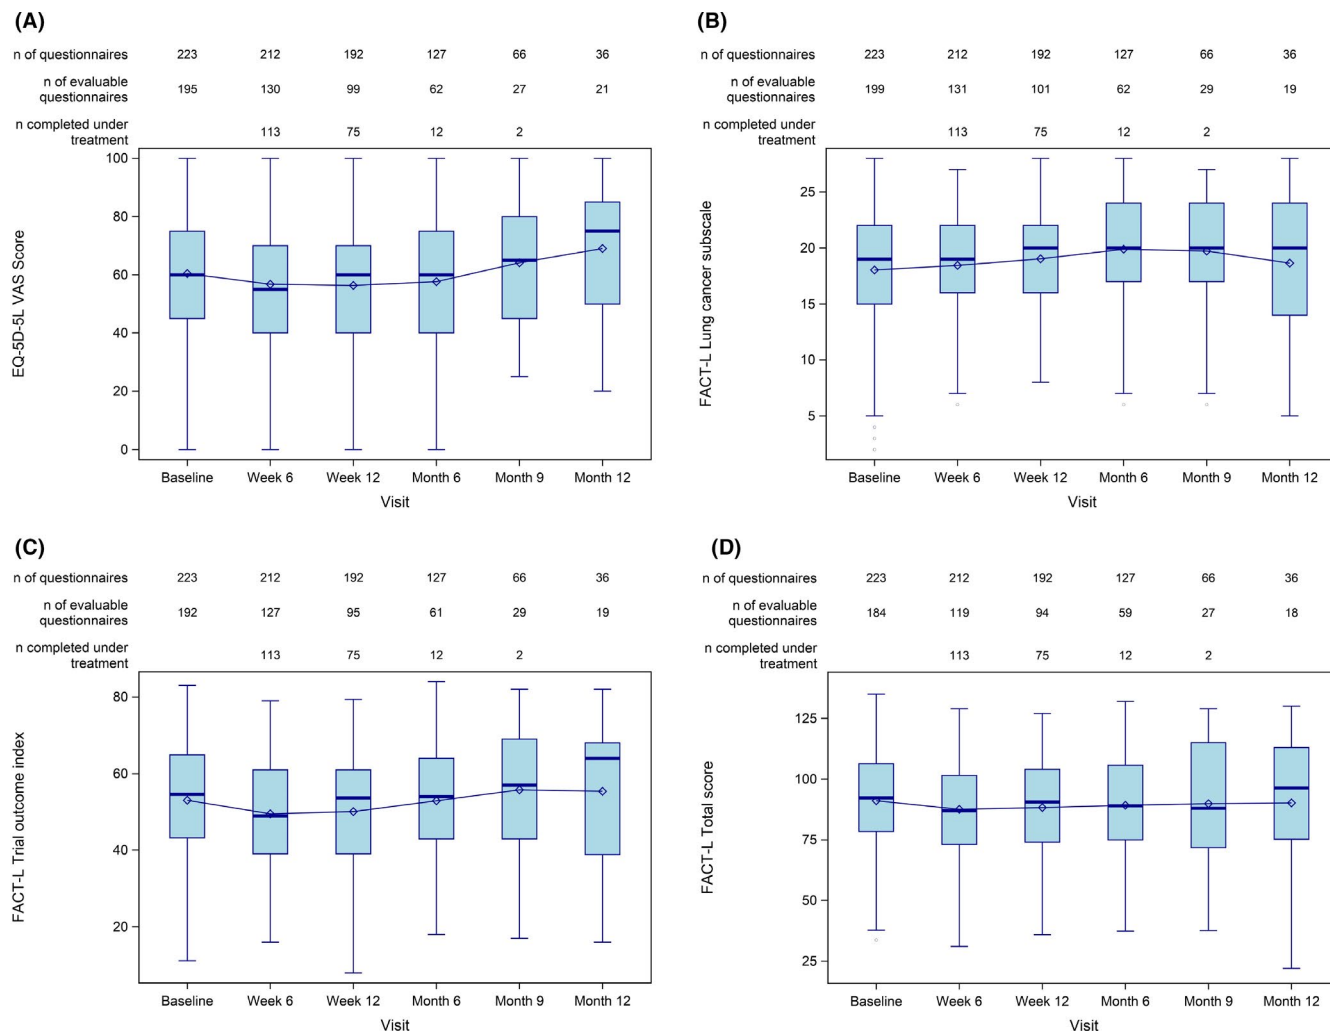 (A)
n of questionnaires 223 212 192 127 66 36
n of evaluable
questionnaires 195 130 99 62 27 21
n completed under
treatment 113 75 12 2
EQ-5D-5L VAS Score
100
80
60
40
20
0
Baseline Week 6 Week 12 Month 6 Month 9 Month 12
Visit
(B)
n of questionnaires 223 212 192 127 66 36
n of evaluable
questionnaires 199 131 101 62 29 19
n completed under
treatment 113 75 12 2
FACT-L Lung cancer subscale
25
20
15
10
5
Baseline Week 6 Week 12 Month 6 Month 9 Month 12
Visit
(C)
n of questionnaires 223 212 192 127 66 36
n of evaluable
questionnaires 192 127 95 61 29 19
n completed under
treatment 113 75 12 2
FACT-L Trial outcome index
80
60
40
20
Baseline Week 6 Week 12 Month 6 Month 9 Month 12
Visit
(D)
n of questionnaires 223 212 192 127 66 36
n of evaluable
questionnaires 184 119 94 59 27 18
n completed under
treatment 113 75 12 2
FACT-L Total score
125
100
75
50
25
Baseline Week 6 Week 12 Month 6 Month 9 Month 12
Visit